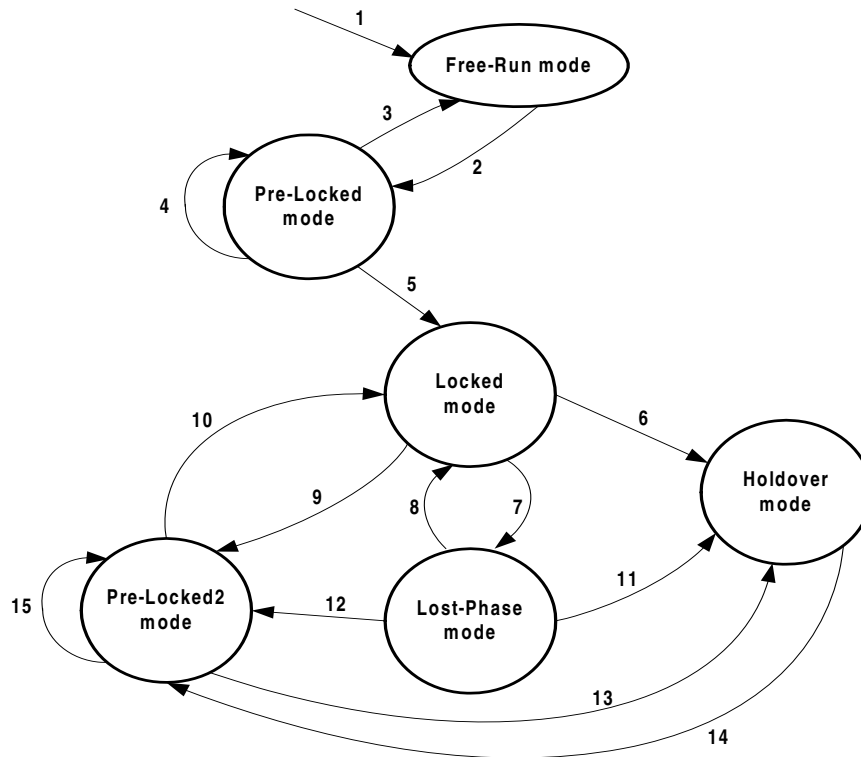 1
Free-Run mode
3
2
Pre-Locked
mode
4
5
Locked
mode
10
6
Holdover
mode
9
8
7
Pre-Locked2
mode
15
12
Lost-Phase
mode
11
13
14